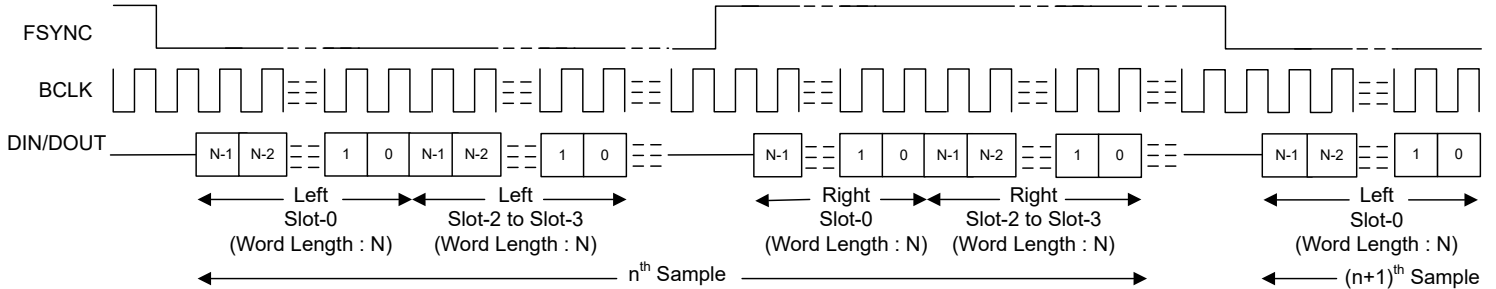 FSYNC
BCLK
DIN/DOUT
N-1 N-2 1 0 N-1 N-2 1 0 N-1 1 0 N-1 N-2 1 0 N-1 N-2 1 0
Left Left Right Right Left
Slot-0 Slot-2 to Slot-3 Slot-0 Slot-2 to Slot-3 Slot-0
(Word Length : N) (Word Length : N) (Word Length : N) (Word Length : N) (Word Length : N)
nth Sample (n+1)th Sample